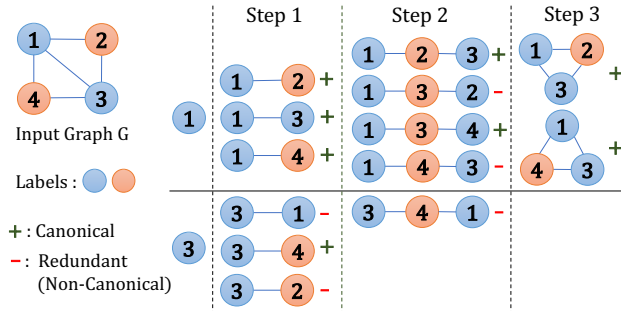 Step 1
Step 2
Step 3
1 2
4 3
Input Graph G
Labels :
+ : Canonical
- : Redundant
(Non-Canonical)
1
1 2 +
1 3 +
1 4 +
1 2 3 +
1 3 2 -
1 3 4 +
1 4 3 -
1 2
3
+
1
4 3
+
3
3 1 -
3 4 +
3 2 -
3 4 1 -